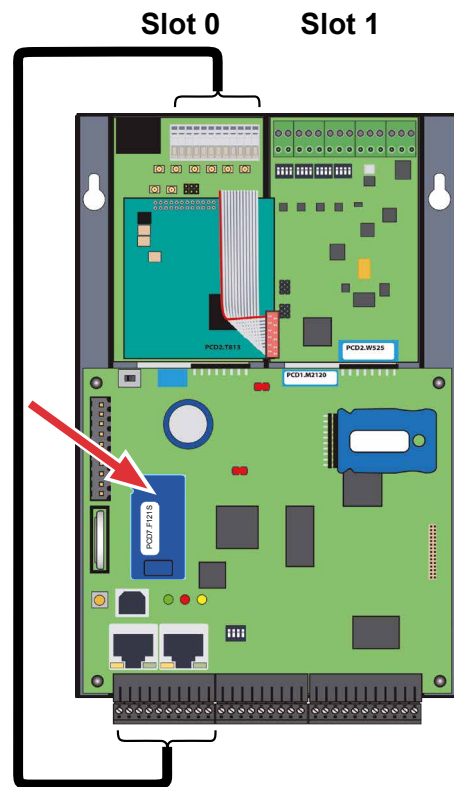 Slot 0 Slot 1
PCD2.T813
PCD2.W525
PCD1.M2120
PCD7.F121S